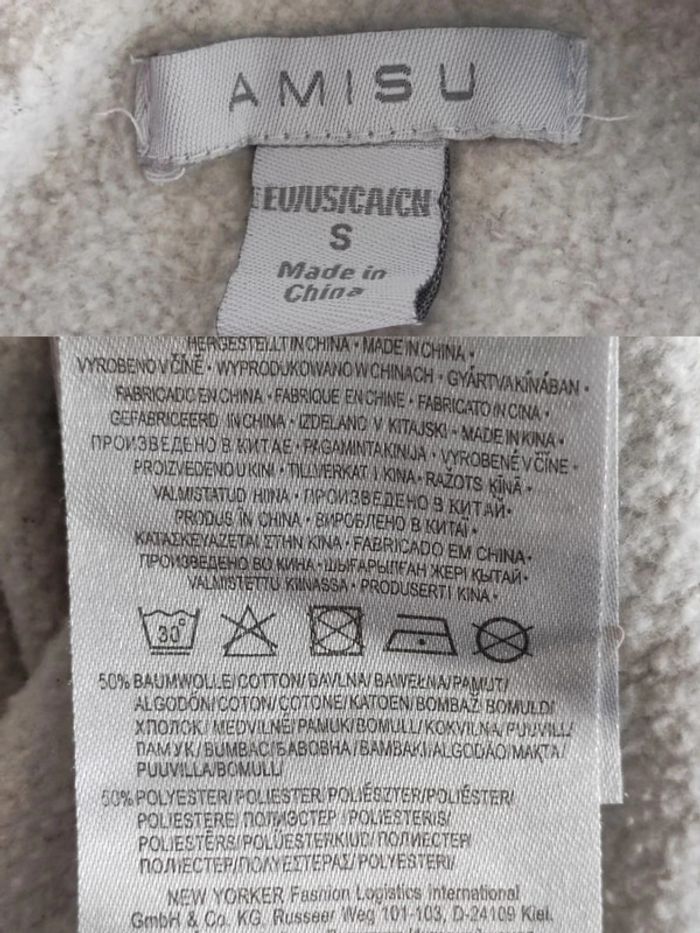 AMISU
EU/US/CA/CN
S
Made in
China
HERGESTELLT IN CHINA • MADE IN CHINA •
VYROBENO V ČÍNĚ • WYPRODUKOWANO W CHINACH • GYÁRTVA KÍNÁBAN •
FABRICADO EN CHINA • FABRIQUE EN CHINE • FABBRICATO IN CINA •
GEFABRICEERD IN CHINA • IZDELANO V KITAJSKI • MADE IN KINA •
ПРОИЗВЕДЕНО В КИТАЕ • PAGAMINTA KINIJA • VYROBENÉ V ČÍNE •
PROIZVEDENO U KINI • TILLVERKAT I KINA • RAŽOTS ĶĪNĀ •
VALMISTATUD HIINA • ПРОИЗВЕДЕНО В КИТАЙ •
PRODUS ÎN CHINA • ВИРОБЛЕНО В КИТАЇ •
ΚΑΤΑΣΚΕΥΑΖΕΤΑΙ ΣΤΗΝ ΚΙΝΑ • FABRICADO EM CHINA •
ПРОИЗВЕДЕНО ВО КИНА • ШЫҒАРЫЛҒАН ЖЕРІ ҚЫТАЙ •
VALMISTETTU KIINASSA • PRODUSERT I KINA •
30°
50% BAUMWOLLE/COTTON/BAVLNA/BAWEŁNA/PAMUT/
ALGODÓN/COTON/COTONE/KATOEN/BOMBAŽ/BOMULD/
ХЛОПОК/MEDVILNĖ/PAMUK/BOMULL/KOKVILNA/PUUVILL/
ПАМУК/BUMBAC/БАВОВНА/ΒΑΜΒΑΚΙ/ALGODÃO/МАҚТА/
PUUVILLA/BOMULL/
50% POLYESTER/POLIESTER/POLIÉSZTER/POLIÉSTER/
POLIESTERE/ПОЛИЭСТЕР/POLIESTERIS/
POLIESTĒRS/POLÜESTERKIUD/ПОЛИЕСТЕР/
ПОЛІЕСТЕР/ΠΟΛΥΕΣΤΕΡΑΣ/POLYESTERI/
NEW YORKER Fashion Logistics International
GmbH & Co. KG. Russeer Weg 101-103, D-24109 Kiel.